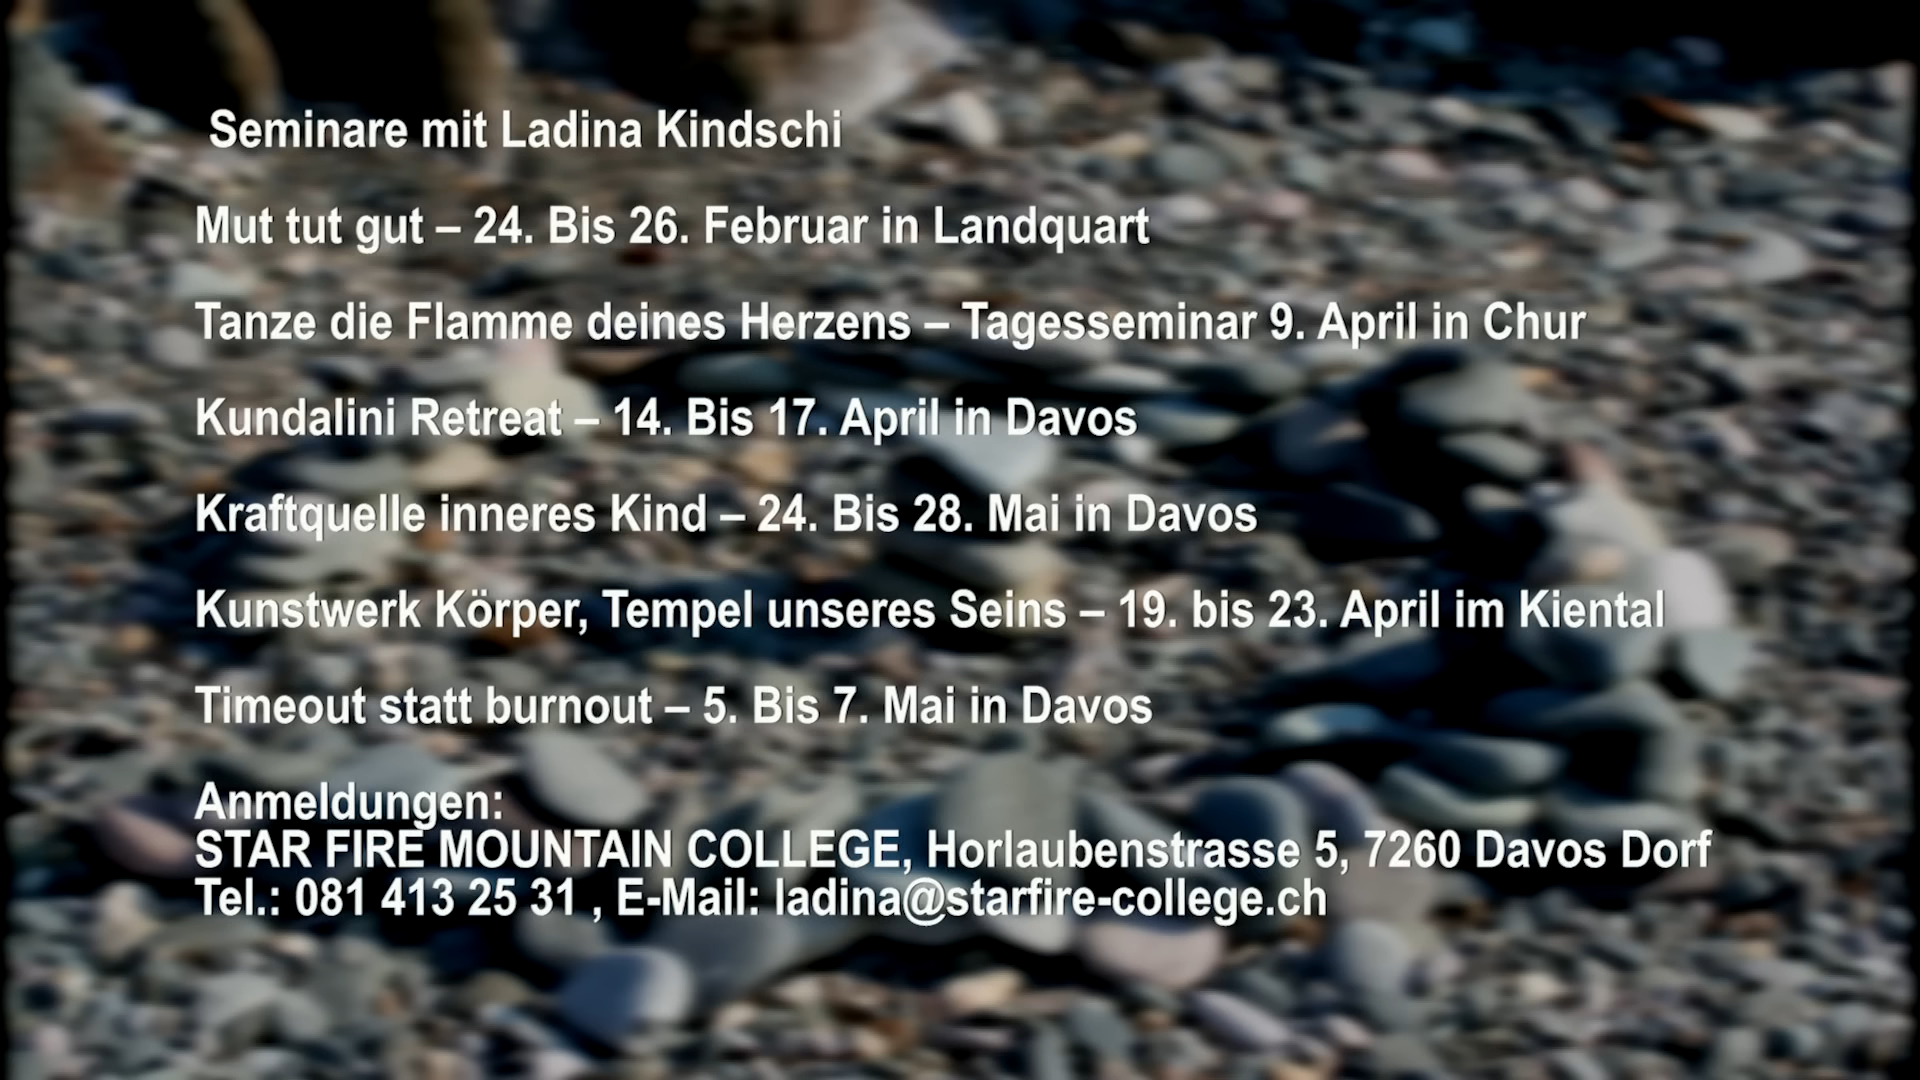 Seminare mit Ladina Kindschi
Mut tut gut – 24. Bis 26. Februar in Landquart
Tanze die Flamme deines Herzens – Tagesseminar 9. April in Chur
Kundalini Retreat – 14. Bis 17. April in Davos
Kraftquelle inneres Kind – 24. Bis 28. Mai in Davos
Kunstwerk Körper, Tempel unseres Seins – 19. bis 23. April im Kiental
Timeout statt burnout – 5. Bis 7. Mai in Davos
Anmeldungen:
STAR FIRE MOUNTAIN COLLEGE, Horlaubenstrasse 5, 7260 Davos Dorf
Tel.: 081 413 25 31 , E-Mail: ladina@starfire-college.ch